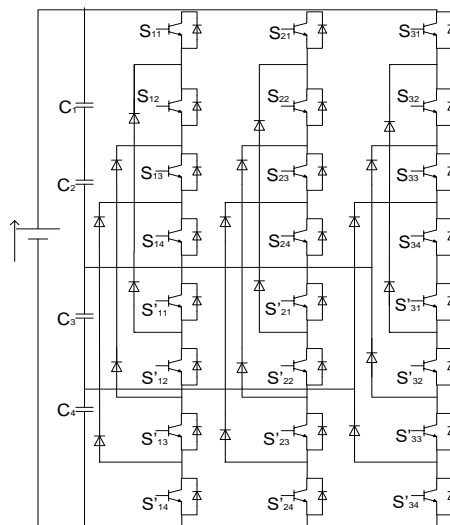 S11 S21 S31
S12 S22 S32
C1
S13 S23 S33
C2
S14 S24 S34
S'11 S'21 S'31
C3
S'12 S'22 S'32
C4
S'13 S'23 S'33
S'14 S'24 S'34